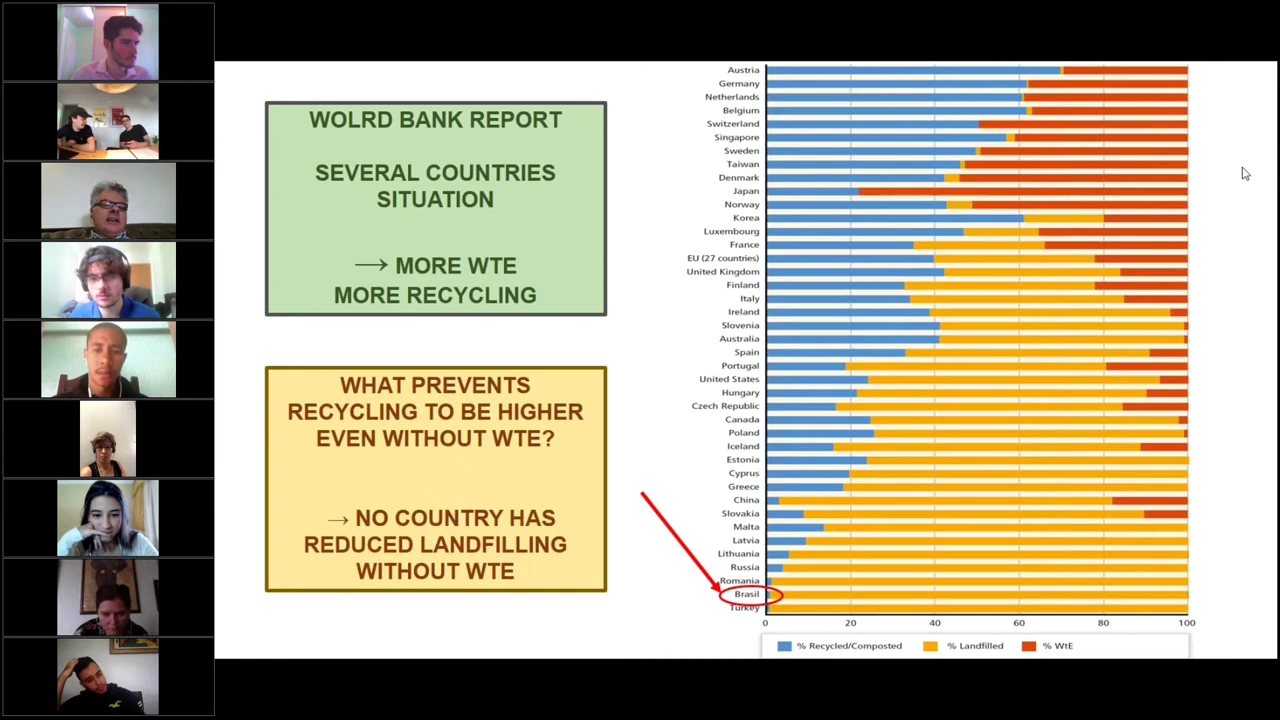 WOLRD BANK REPORT
SEVERAL COUNTRIES
SITUATION
→ MORE WTE
MORE RECYCLING
WHAT PREVENTS
RECYCLING TO BE HIGHER
EVEN WITHOUT WTE?
→ NO COUNTRY HAS
REDUCED LANDFILLING
WITHOUT WTE
Austria
Germany
Netherlands
Belgium
Switzerland
Singapore
Sweden
Taiwan
Denmark
Japan
Norway
Korea
Luxembourg
France
EU (27 countries)
United Kingdom
Finland
Italy
Ireland
Slovenia
Australia
Spain
Portugal
United States
Hungary
Czech Republic
Canada
Poland
Iceland
Estonia
Cyprus
Greece
China
Slovakia
Malta
Latvia
Lithuania
Russia
Romania
Brasil
Turkey
0 20 40 60 80 100
% Recycled/Composted % Landfilled % WtE